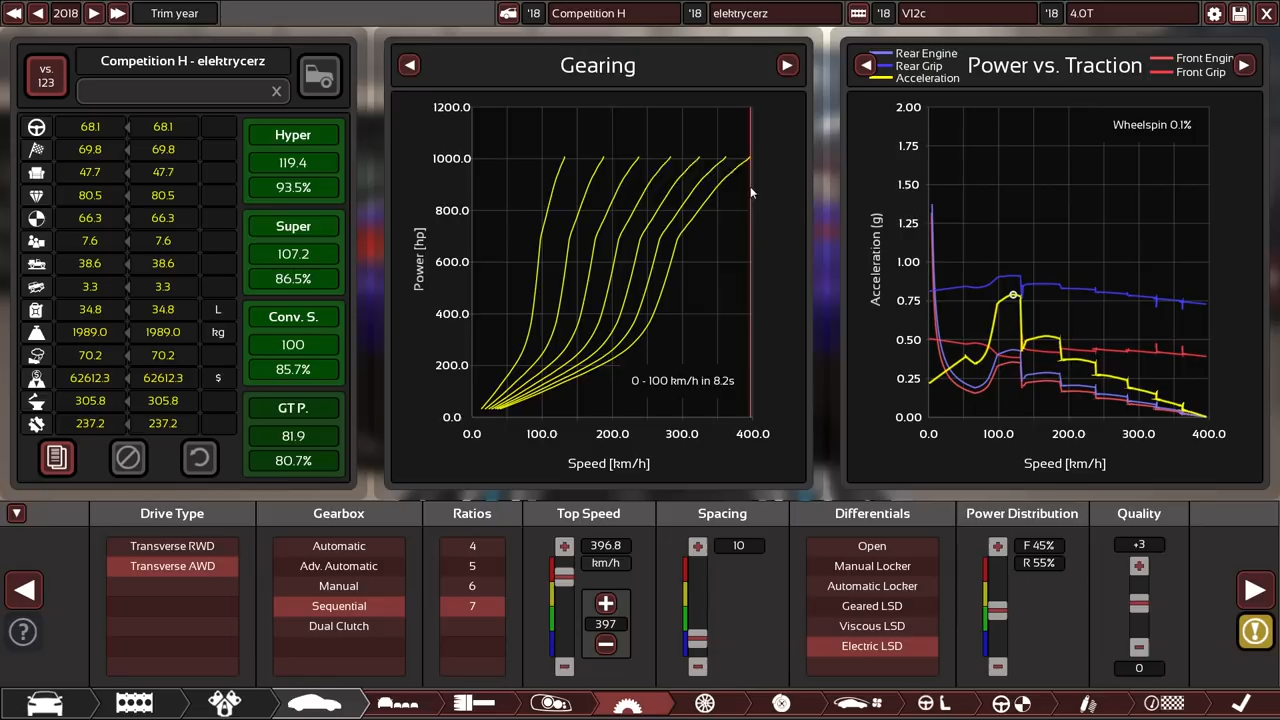 2018
Trim year
'18
Competition H
'18
elektrycerz
'18
V12c
'18
4.0T
vs.
123
Competition H - elektrycerz
X
68.1 68.1
69.8 69.8
47.7 47.7
80.5 80.5
66.3 66.3
7.6 7.6
38.6 38.6
3.3 3.3
34.8 34.8 L
1989.0 1989.0 kg
70.2 70.2
62612.3 62612.3 $
305.8 305.8
237.2 237.2
Hyper
119.4
93.5%
Super
107.2
86.5%
Conv. S.
100
85.7%
GT P.
81.9
80.7%
Gearing
Power [hp]
1200.0
1000.0
800.0
600.0
400.0
200.0
0.0
0 - 100 km/h in 8.2s
0.0 100.0 200.0 300.0 400.0
Speed [km/h]
Rear Engine
Rear Grip
Acceleration
Power vs. Traction
Front Engin
Front Grip
Wheelspin 0.1%
Acceleration (g)
2.00
1.75
1.50
1.25
1.00
0.75
0.50
0.25
0.00
0.0 100.0 200.0 300.0 400.0
Speed [km/h]
Drive Type
Transverse RWD
Transverse AWD
Gearbox
Automatic
Adv. Automatic
Manual
Sequential
Dual Clutch
Ratios
4
5
6
7
Top Speed
396.8
km/h
397
Spacing
10
Differentials
Open
Manual Locker
Automatic Locker
Geared LSD
Viscous LSD
Electric LSD
Power Distribution
F 45%
R 55%
Quality
+3
0